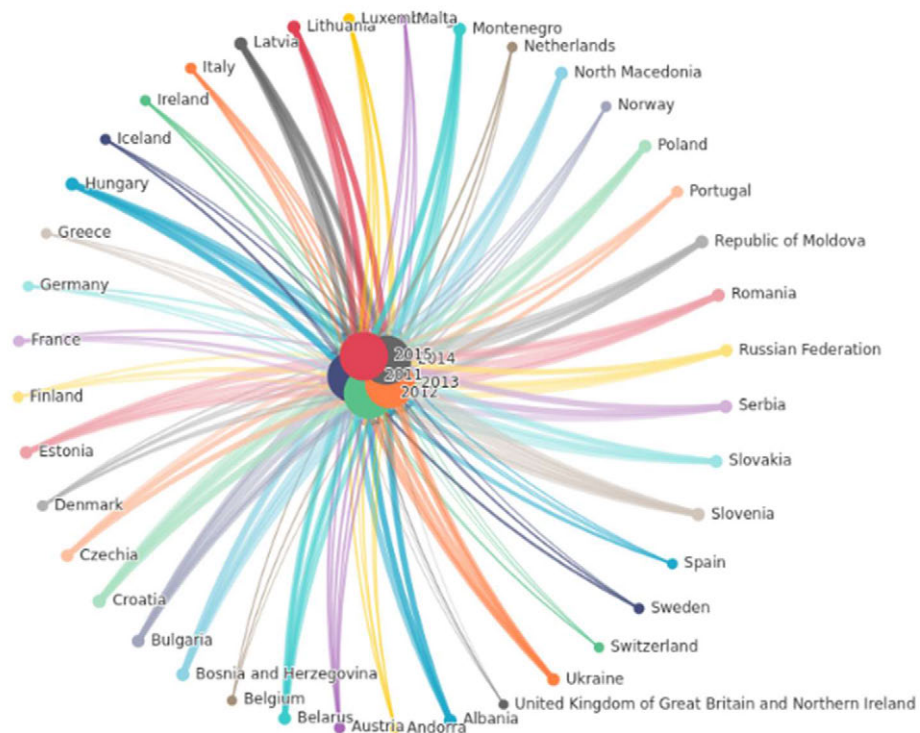 Luxemb
Malta
Lithuania
Montenegro
Latvia
Netherlands
Italy
North Macedonia
Ireland
Norway
Iceland
Poland
Hungary
Portugal
Greece
Republic of Moldova
Germany
Romania
France
Russian Federation
2015
2014
2011
2013
2012
Finland
Serbia
Estonia
Slovakia
Denmark
Slovenia
Czechia
Spain
Croatia
Sweden
Bulgaria
Switzerland
Bosnia and Herzegovina
Ukraine
Belgium
United Kingdom of Great Britain and Northern Ireland
Belarus
Austria
Andorra
Albania